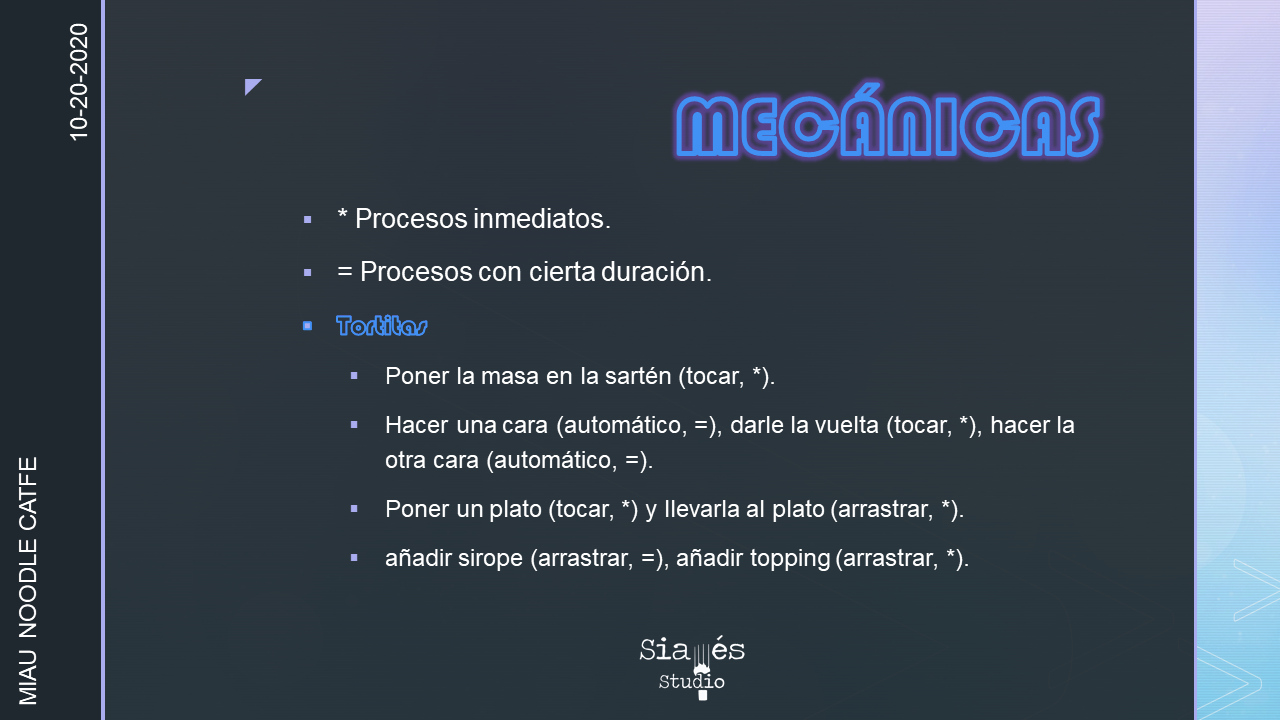 10-20-2020
MIAU NOODLE CATFE
MECÁNICAS
* Procesos inmediatos.
= Procesos con cierta duración.
Tortitas
Poner la masa en la sartén (tocar, *).
Hacer una cara (automático, =), darle la vuelta (tocar, *), hacer la
otra cara (automático, =).
Poner un plato (tocar, *) y llevarla al plato (arrastrar, *).
añadir sirope (arrastrar, =), añadir topping (arrastrar, *).
Siamés
Studio